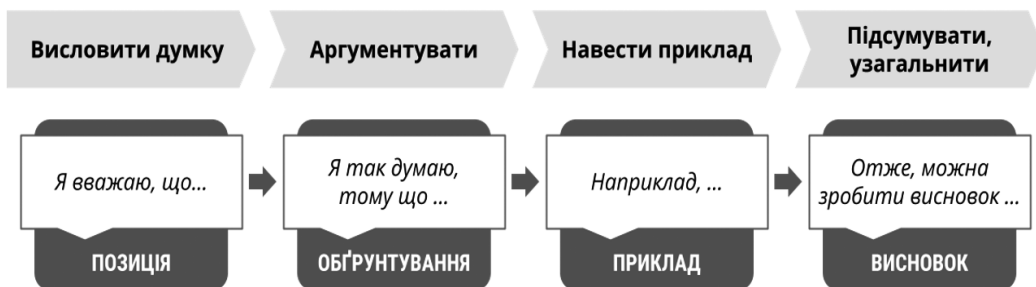 Висловити думку
Аргументувати
Навести приклад
Підсумувати,
узагальнити
Я вважаю, що...
Я так думаю,
тому що ...
Наприклад, ...
Отже, можна
зробити висновок ...
ПОЗИЦІЯ
ОБҐРУНТУВАННЯ
ПРИКЛАД
ВИСНОВОК